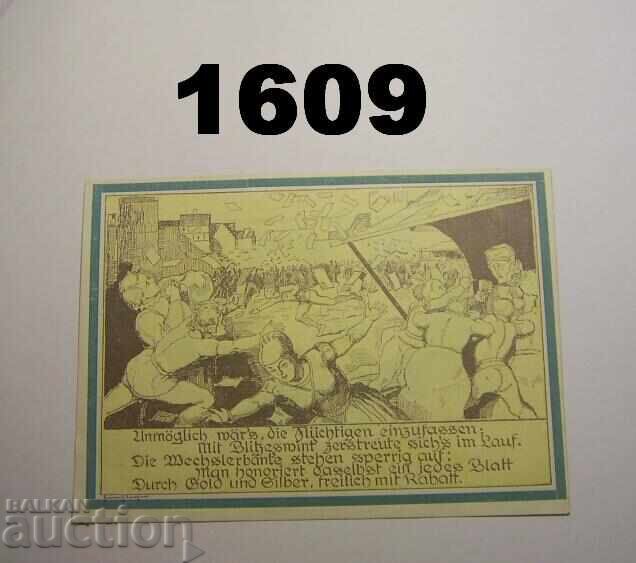 1609
Unmöglich wär's, die Flüchtigen einzufassen;
Mit Blitzeswink zerstreute sich's im Lauf.
Die Wechslerbänke stehen sperrig auf:
Man honoriert daselbst ein jedes Blatt
Durch Gold und Silber, freilich mit Rabatt.
БALKAN
auction